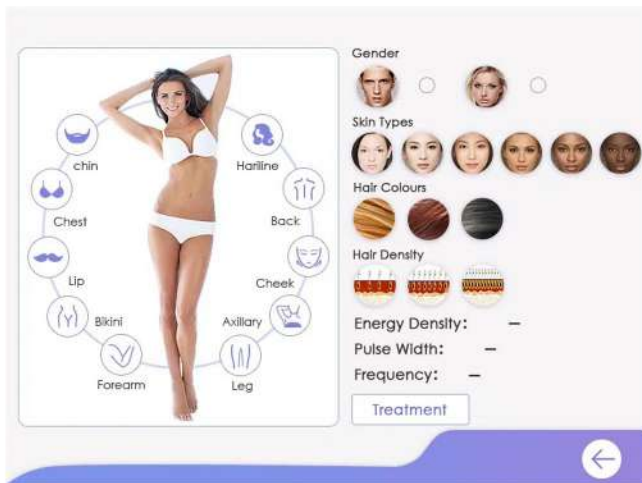 chin
Chest
Lip
Bikini
Forearm
Hariline
Back
Cheek
Axillary
Leg
Gender
Skin Types
Hair Colours
Hair Density
Energy Density: –
Pulse Width: –
Frequency: –
Treatment